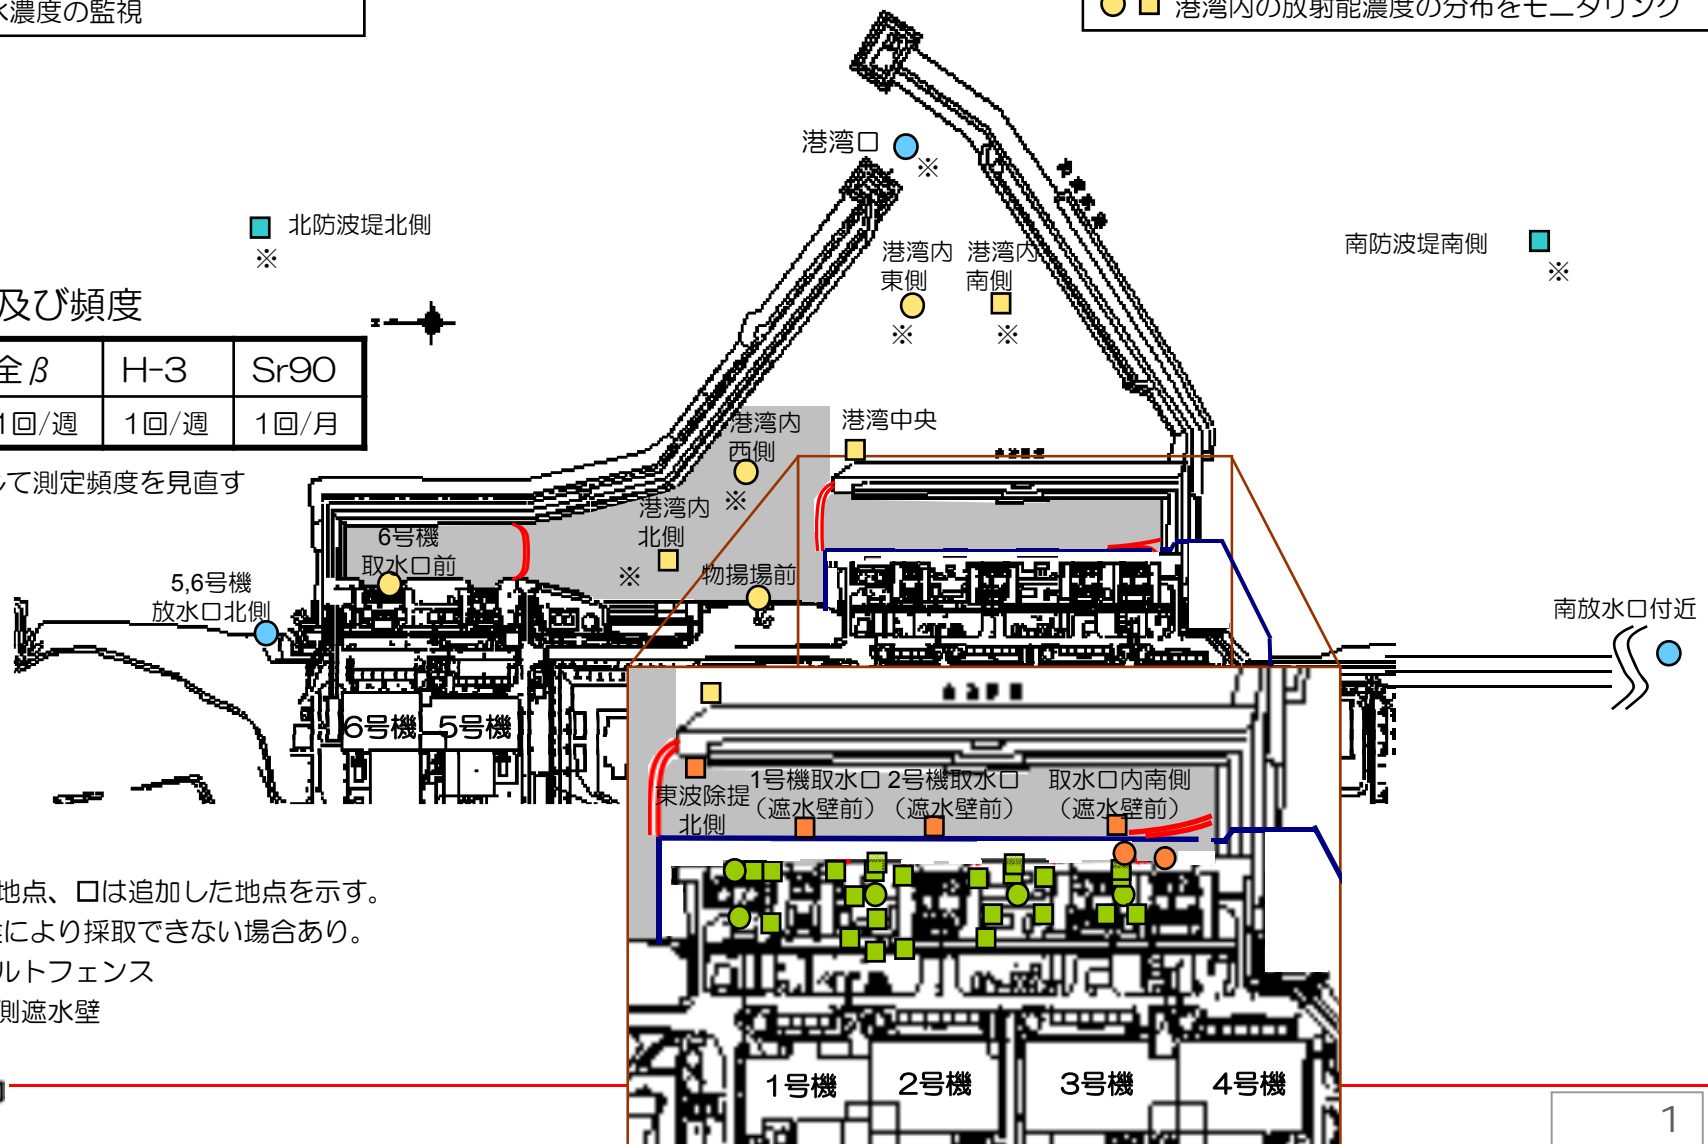 水濃度の監視
港湾内の放射能濃度の分布をモニタリング
港湾口
※
北防波堤北側
※
南防波堤南側
※
港湾内
東側
※
港湾内
南側
※
及び頻度
全β H-3 Sr90
1回/週 1回/週 1回/月
して測定頻度を見直す
港湾内
西側
※
港湾中央
港湾内
北側
※
6号機
取水口前
物揚場前
5,6号機
放水口北側
南放水口付近
6号機 5号機
東波除堤
北側
1号機取水口
（遮水壁前）
2号機取水口
（遮水壁前）
取水口内南側
（遮水壁前）
地点、口は追加した地点を示す。
により採取できない場合あり。
ルトフェンス
側遮水壁
1号機 2号機 3号機 4号機
1